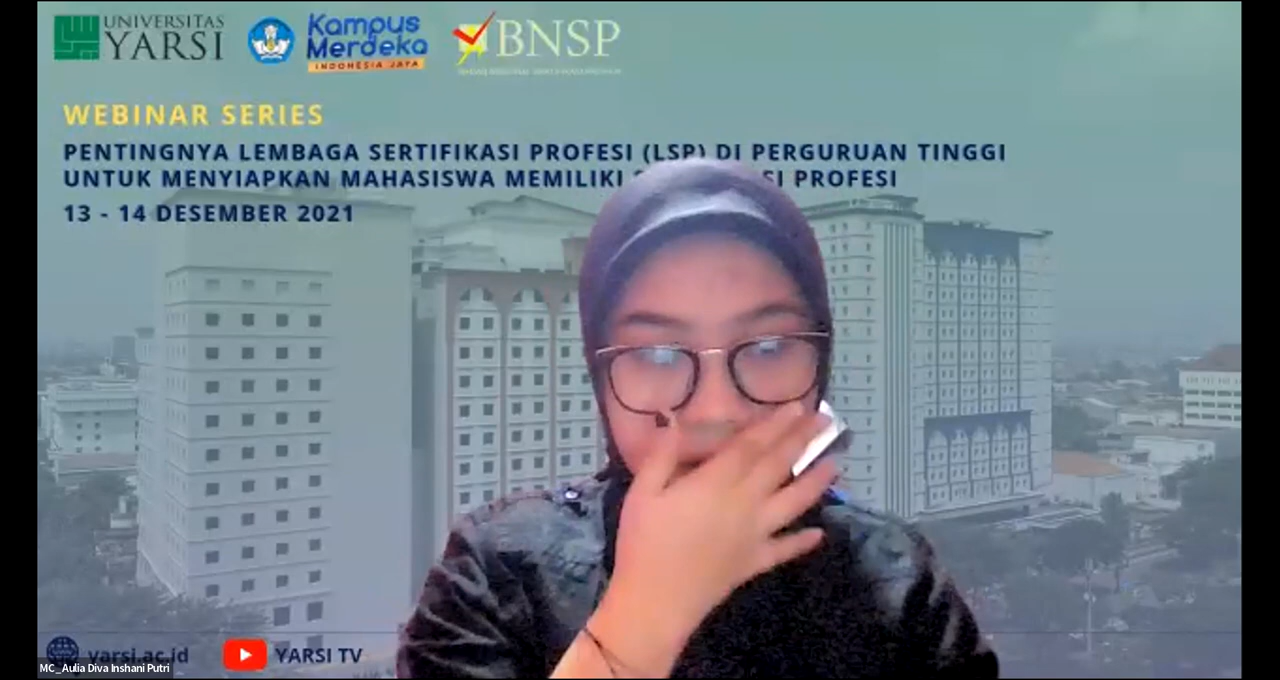 UNIVERSITAS
YARSI
Kampus
Merdeka
INDONESIA JAYA
BNSP
WEBINAR SERIES
PENTINGNYA LEMBAGA SERTIFIKASI PROFESI (LSP) DI PERGURUAN TINGGI
UNTUK MENYIAPKAN MAHASISWA MEMILIKI SI PROFESI
13 - 14 DESEMBER 2021
yarsi.ac.id
YARSI TV
MC_Aulia Diva Inshani Putri